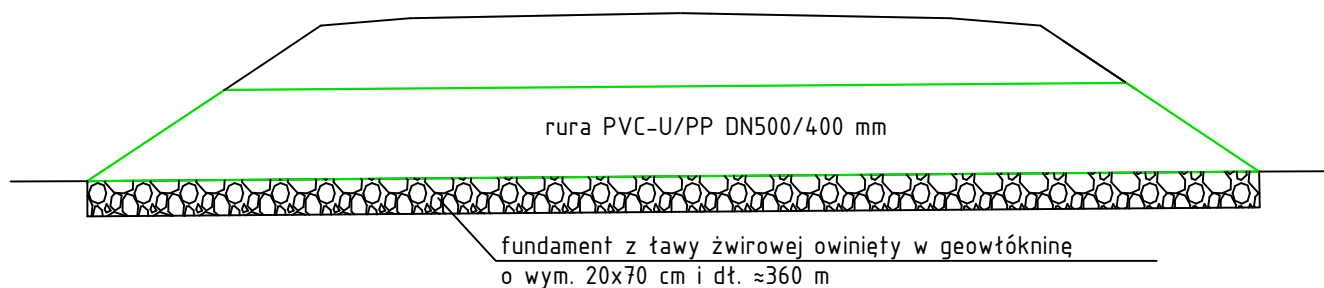 rura PVC-U/PP DN500/400 mm
fundament z ławy żwirowej owinięty w geowłókninę
o wym. 20x70 cm i dł. ≈360 m